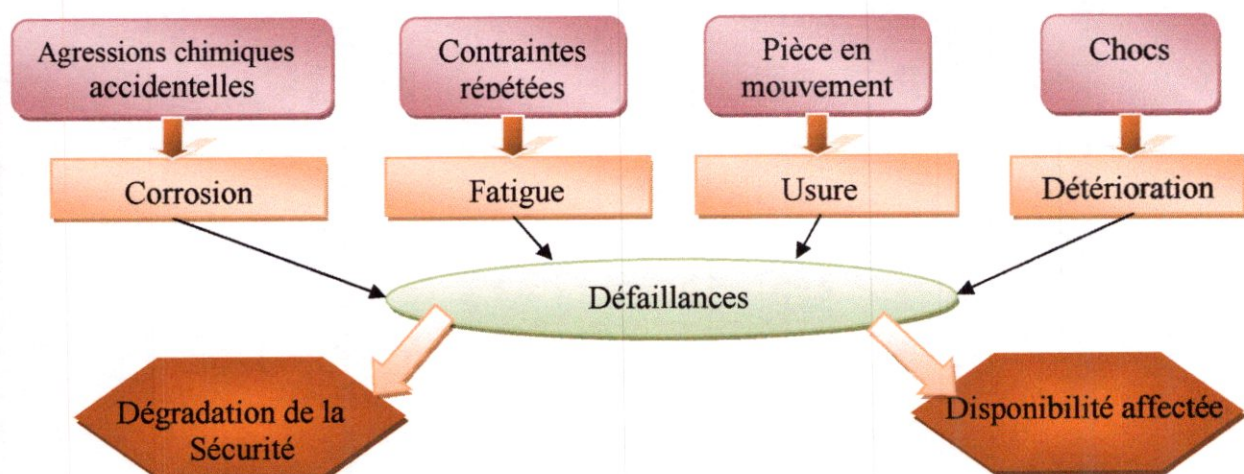 Agressions chimiques
accidentelles
Contraintes
répétées
Pièce en
mouvement
Chocs
Corrosion
Fatigue
Usure
Détérioration
Défaillances
Dégradation de la
Sécurité
Disponibilité affectée